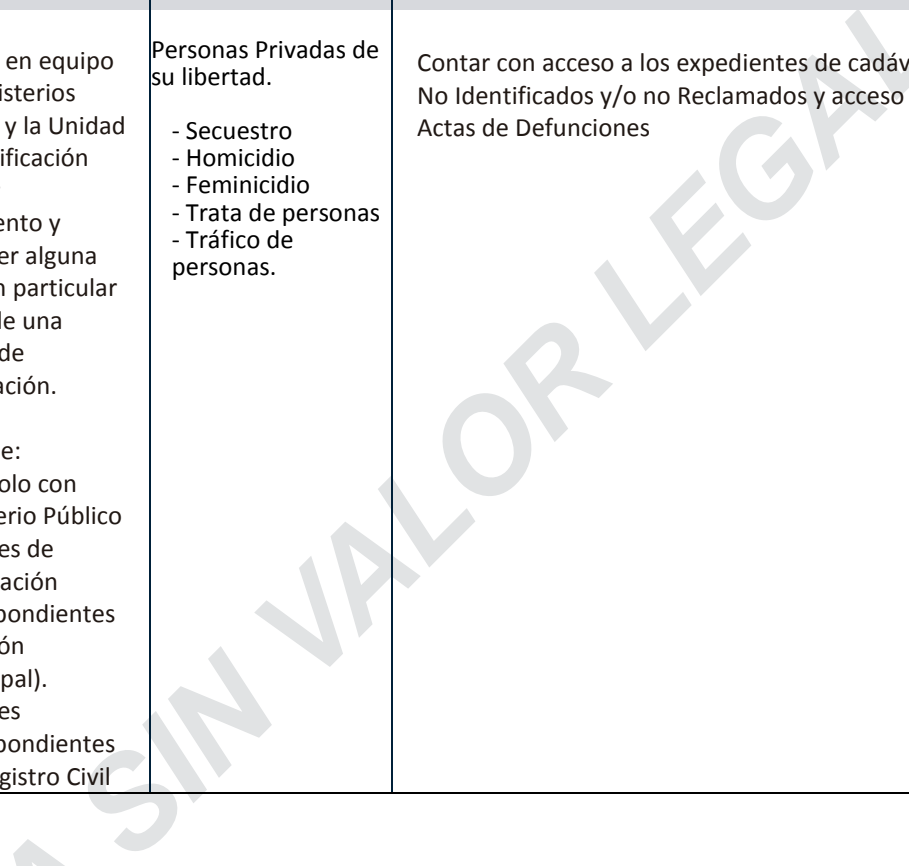 en equipo
y la Unidad
ento y
er alguna
n particular
de una
de
ación.
e:
olo con
erio Público
es de
ación
pondientes
ón
pal).
es
pondientes
gistro Civil
Personas Privadas de
su libertad.
- Secuestro
- Homicidio
- Feminicidio
- Trata de personas
- Tráfico de
personas.
Contar con acceso a los expedientes de cadáv
No Identificados y/o no Reclamados y acceso
Actas de Defunciones
A SIN VALOR LEGAL